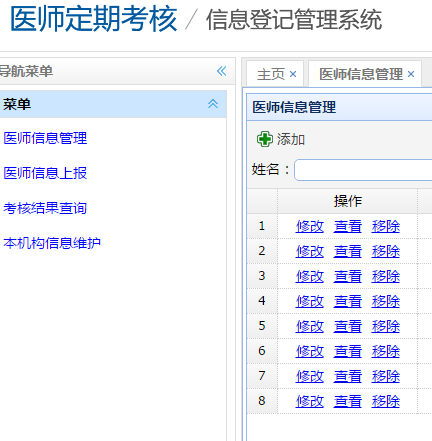 医师定期考核 / 信息登记管理系统
导航菜单
菜单
医师信息管理
医师信息上报
考核结果查询
本机构信息维护
主页 × 医师信息管理 ×
医师信息管理
添加
姓名：
操作
1 修改 查看 移除
2 修改 查看 移除
3 修改 查看 移除
4 修改 查看 移除
5 修改 查看 移除
6 修改 查看 移除
7 修改 查看 移除
8 修改 查看 移除